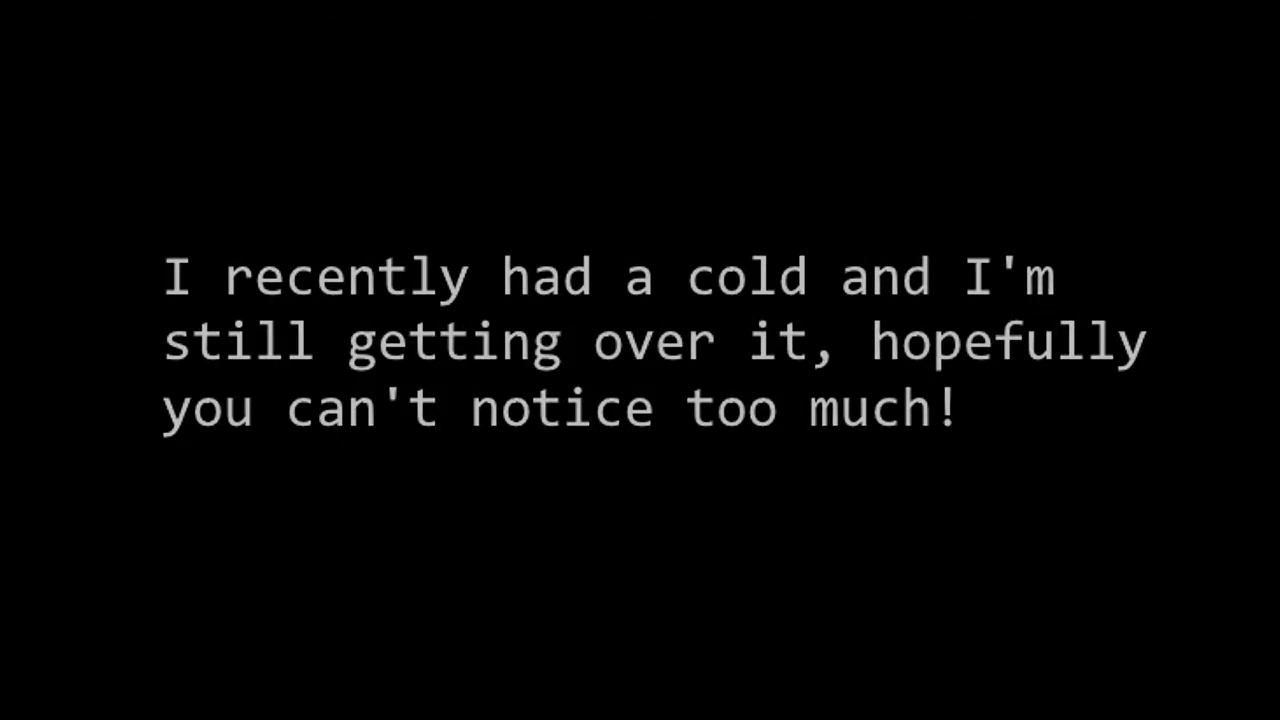 I recently had a cold and I'm
still getting over it, hopefully
you can't notice too much!